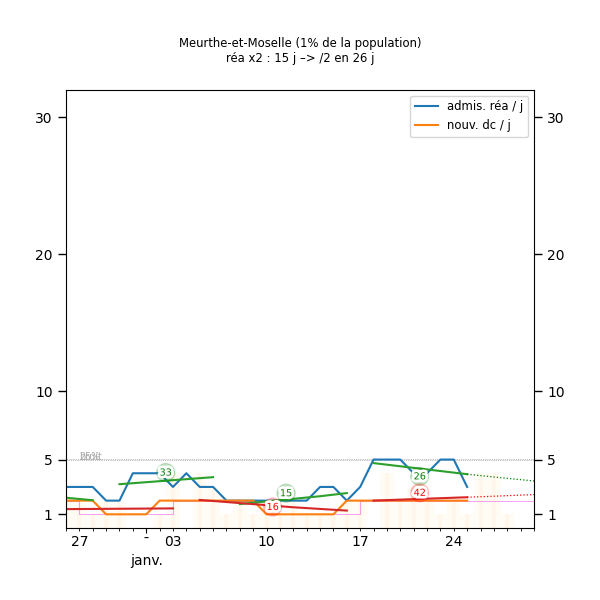 Meurthe-et-Moselle (1% de la population)
réa x2 : 15 j –> /2 en 26 j
admis. réa / j
nouv. dc / j
30 30
20 20
10 10
5 5
1 1
33
15
16
26
42
27 - 03 10 17 24
janv.